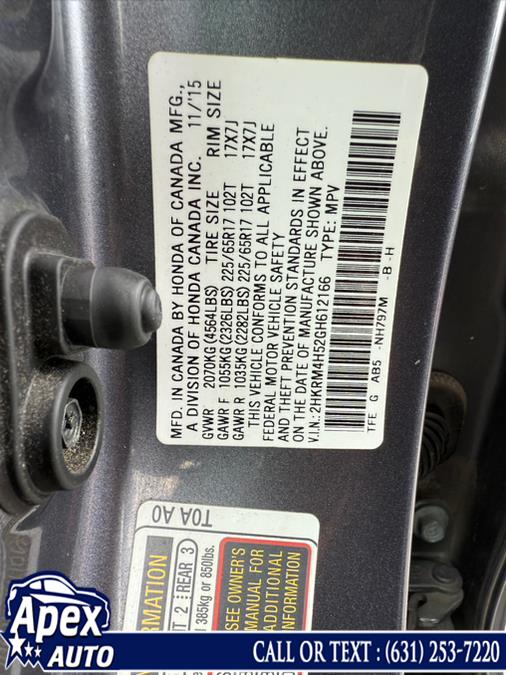 MFD. IN CANADA BY HONDA OF CANADA MFG.,
A DIVISION OF HONDA CANADA INC. 11/'15
GVWR 2070KG(4564LBS) TIRE SIZE RIM SIZE
GAWR F 1055KG(2326LBS) 225/65R17 102T 17X7J
GAWR R 1035KG(2282LBS) 225/65R17 102T 17X7J
THIS VEHICLE CONFORMS TO ALL APPLICABLE
FEDERAL MOTOR VEHICLE SAFETY
AND THEFT PREVENTION STANDARDS IN EFFECT
ON THE DATE OF MANUFACTURE SHOWN ABOVE.
V.I.N.:2HKRM4H52GH612166 TYPE: MPV
TFE G AB5 -NH797M -B -H
T0A A0
REAR 3
385kg or 850lbs.
SEE OWNER'S
MANUAL FOR
ADDITIONAL
INFORMATION
APEX
AUTO
CALL OR TEXT : (631) 253-7220